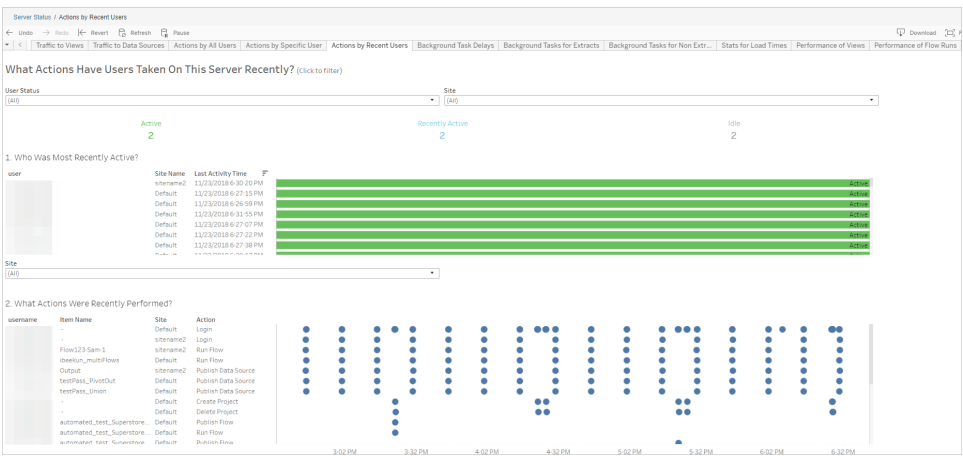 Server Status / Actions by Recent Users
Undo Redo Revert Refresh Pause Download
Traffic to Views Traffic to Data Sources Actions by All Users Actions by Specific User Actions by Recent Users Background Task Delays Background Tasks for Extracts Background Tasks for Non Extr... Stats for Load Times Performance of Views Performance of Flow Runs
What Actions Have Users Taken On This Server Recently? (Click to filter)
User Status Site
(All) (All)
Active Recently Active Idle
2 2 2
1. Who Was Most Recently Active?
user Site Name Last Activity Time
sitename2 11/23/2018 6:30:20 PM Active
Default 11/23/2018 6:27:15 PM Active
Default 11/23/2018 6:26:59 PM Active
Default 11/23/2018 6:31:55 PM Active
Default 11/23/2018 6:27:07 PM Active
Default 11/23/2018 6:27:22 PM Active
Default 11/23/2018 6:27:38 PM Active
Site
(All)
2. What Actions Were Recently Performed?
username Item Name Site Action
- Default Login
- sitename2 Login
Flow123-Sam-1 sitename2 Run Flow
ibeekun_multiFlows Default Run Flow
Output sitename2 Publish Data Source
testPass_PivotOut Default Publish Data Source
testPass_Union Default Publish Data Source
- Default Create Project
- Default Delete Project
automated_test_Superstore... Default Publish Flow
automated_test_Superstore... Default Run Flow
automated_test_Superstore... Default Publish Flow
3:02 PM 3:32 PM 4:02 PM 4:32 PM 5:02 PM 5:32 PM 6:02 PM 6:32 PM